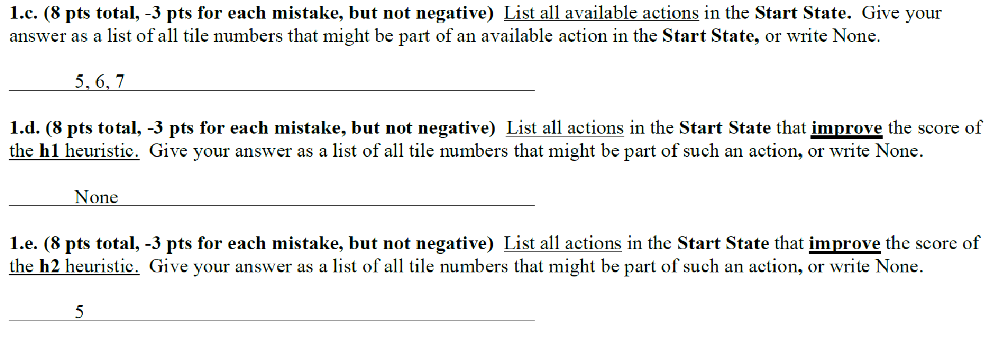 1.c. (8 pts total, -3 pts for each mistake, but not negative) List all available actions in the Start State. Give your
answer as a list of all tile numbers that might be part of an available action in the Start State, or write None.
5, 6, 7
1.d. (8 pts total, -3 pts for each mistake, but not negative) List all actions in the Start State that improve the score of
the h1 heuristic. Give your answer as a list of all tile numbers that might be part of such an action, or write None.
None
1.e. (8 pts total, -3 pts for each mistake, but not negative) List all actions in the Start State that improve the score of
the h2 heuristic. Give your answer as a list of all tile numbers that might be part of such an action, or write None.
5